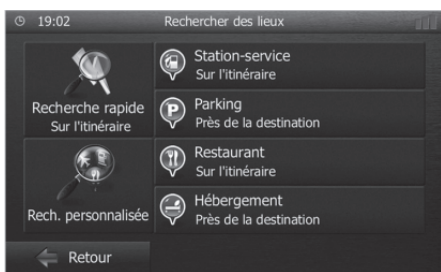 19:02 Rechercher des lieux
Recherche rapide
Sur l'itinéraire
Rech. personnalisée
Station-service
Sur l'itinéraire
P
Parking
Près de la destination
Restaurant
Sur l'itinéraire
Hébergement
Près de la destination
Retour